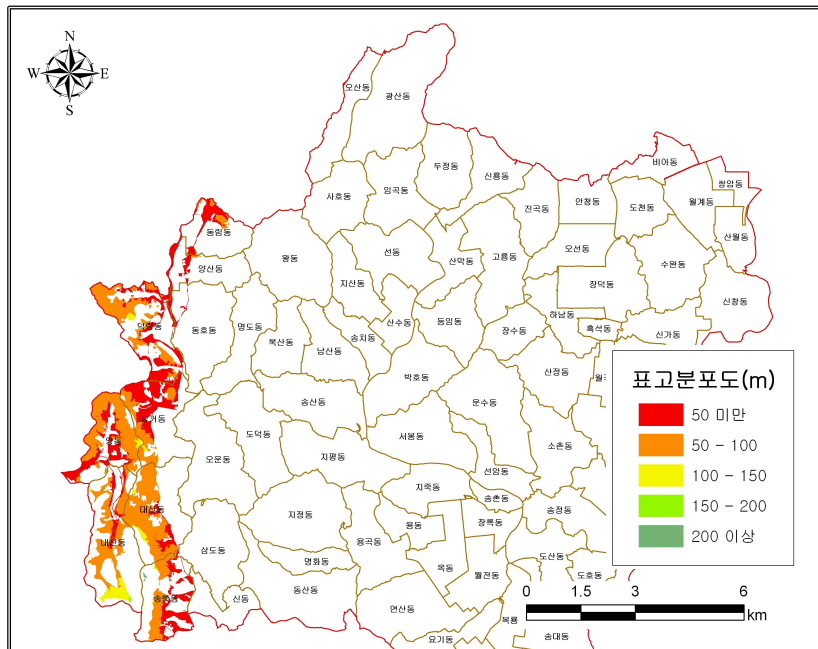 N
W E
S
오산동
광산동
비아동
두정동
신룡동
쌍암동
사호동
임곡동
진곡동
안청동
도천동
월계동
동림동
산월동
왕동
선동
산막동
고룡동
오선동
수완동
양산동
지산동
장덕동
신창동
동호동
명도동
북산동
남산동
송치동
산수동
등임동
장수동
하남동
흑석동
신가동
박호동
산정동
송산동
운수동
도덕동
서봉동
소촌동
오운동
지평동
선암동
지죽동
송촌동
송정동
대산동
지정동
용동
장록동
용곡동
삼도동
명화동
옥동
월전동
도산동
도호동
동산동
신동
연산동
복룡
요기동
송대동
표고분포도(m)
50 미만
50 - 100
100 - 150
150 - 200
200 이상
0 1.5 3 6
km